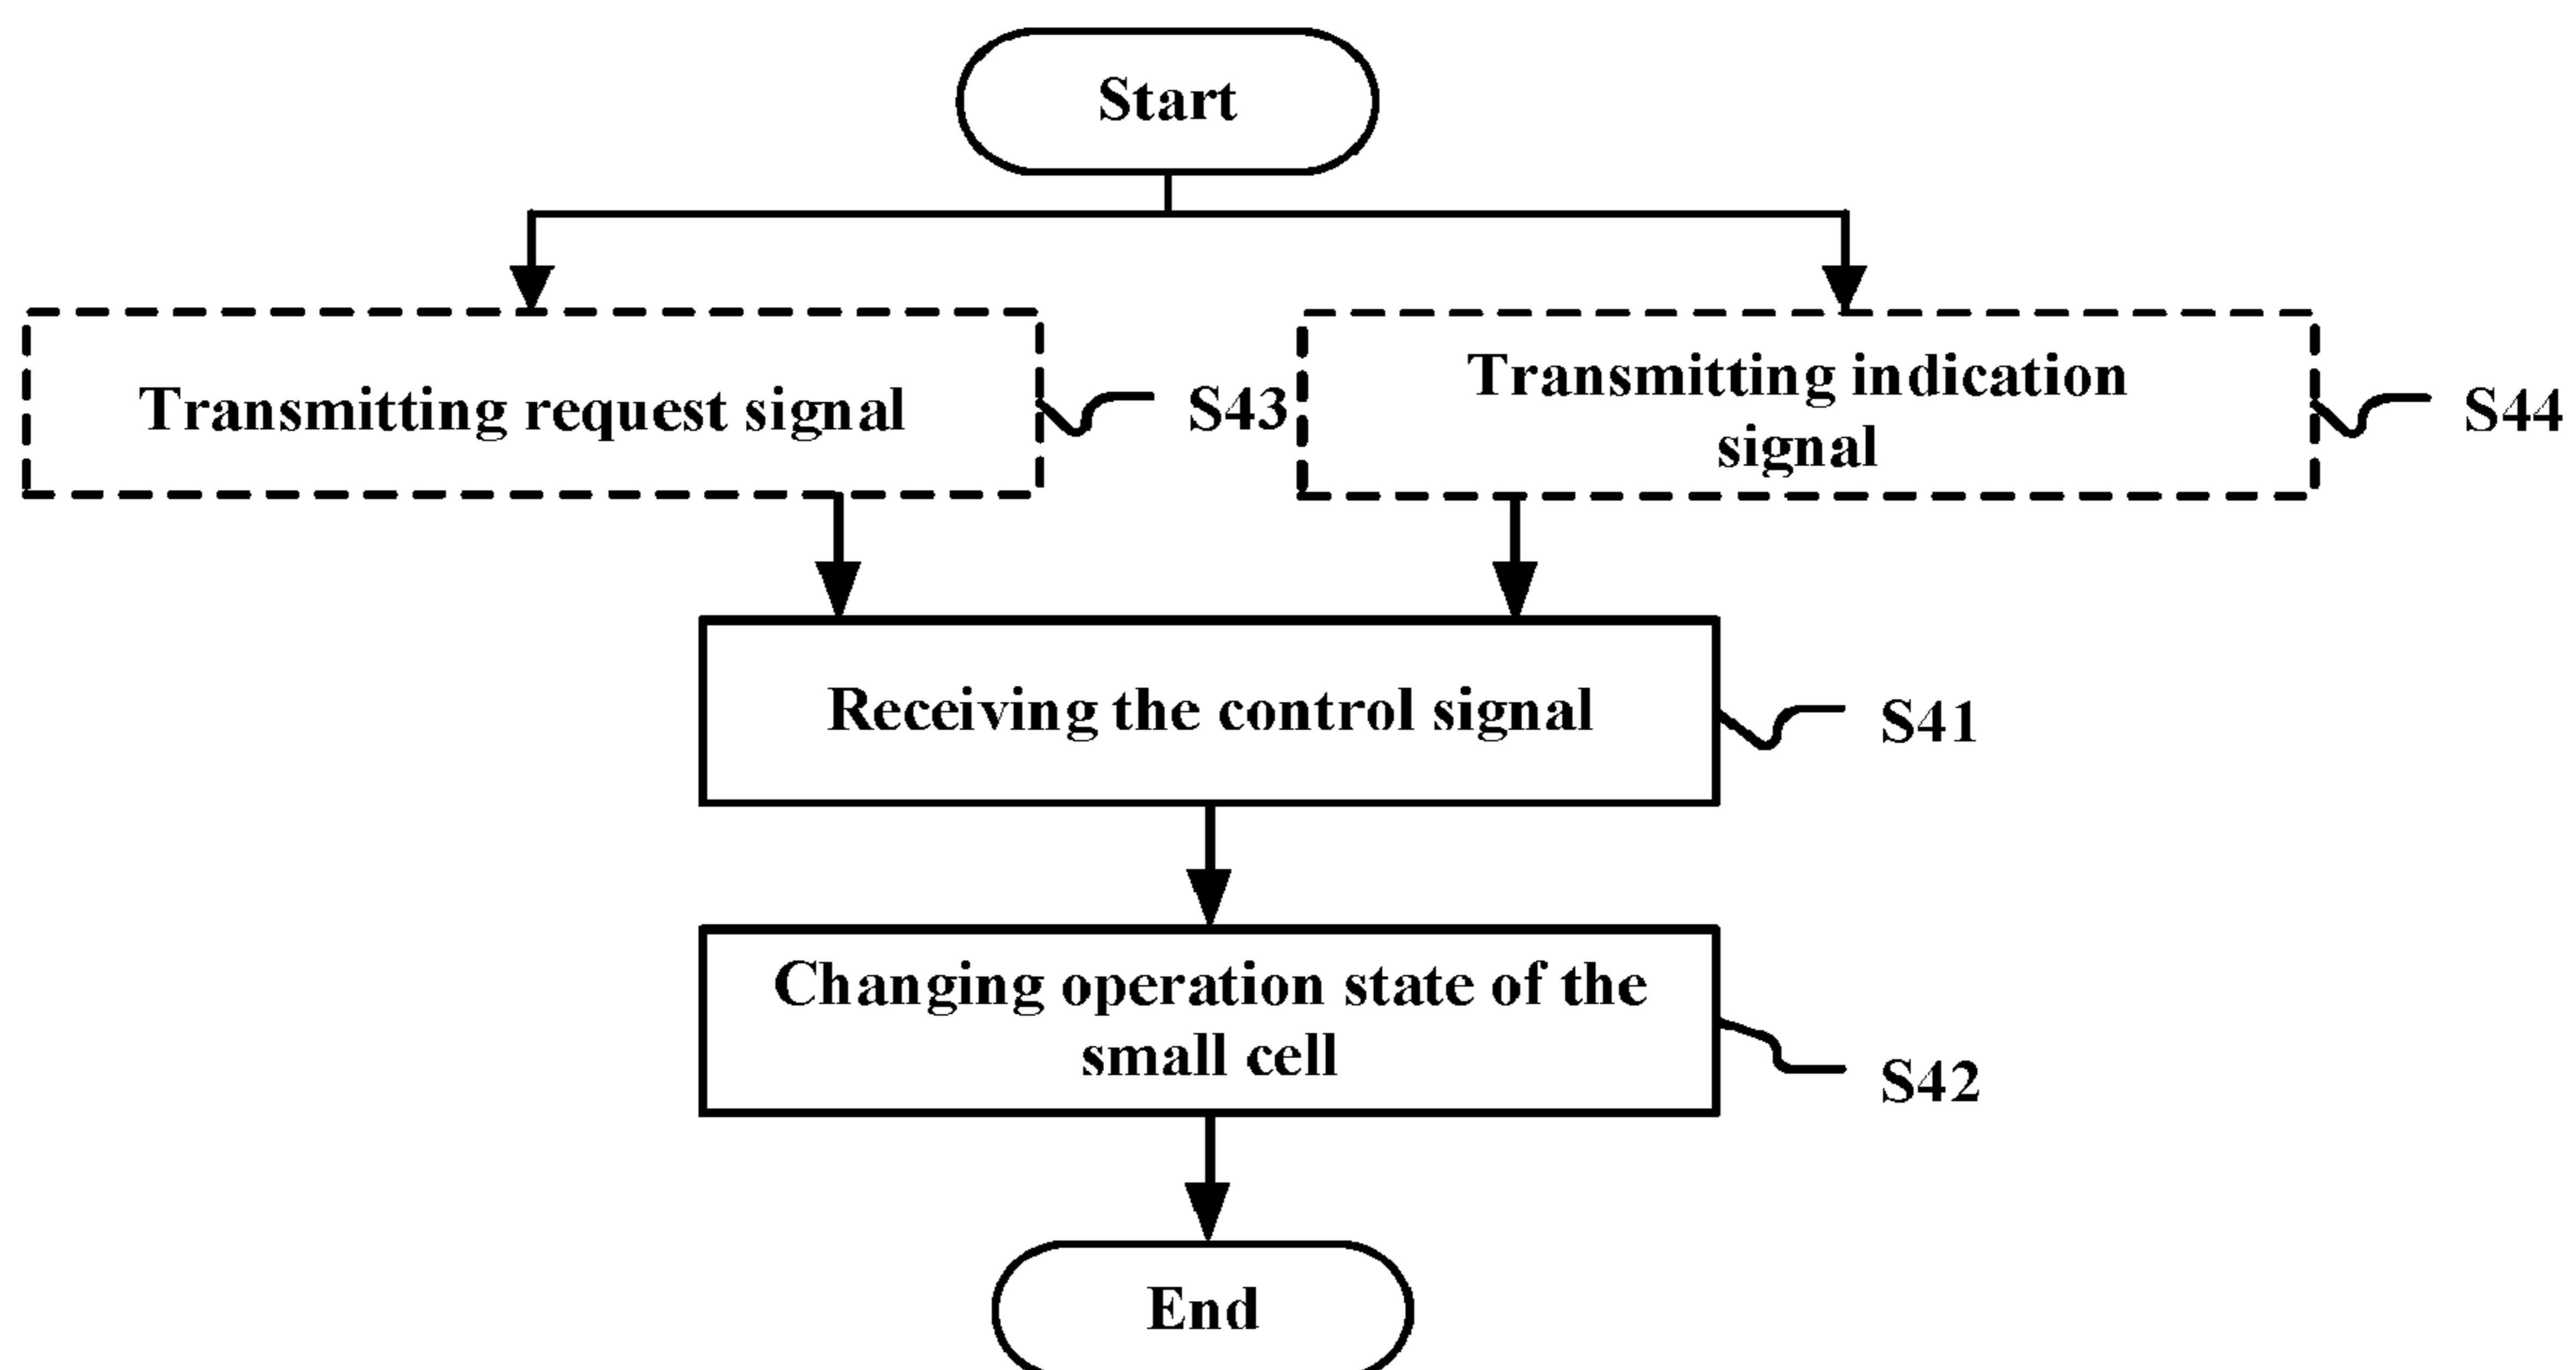 Start
Transmitting request signal
S43
Transmitting indication
signal
S44
Receiving the control signal
S41
Changing operation state of the
small cell
S42
End